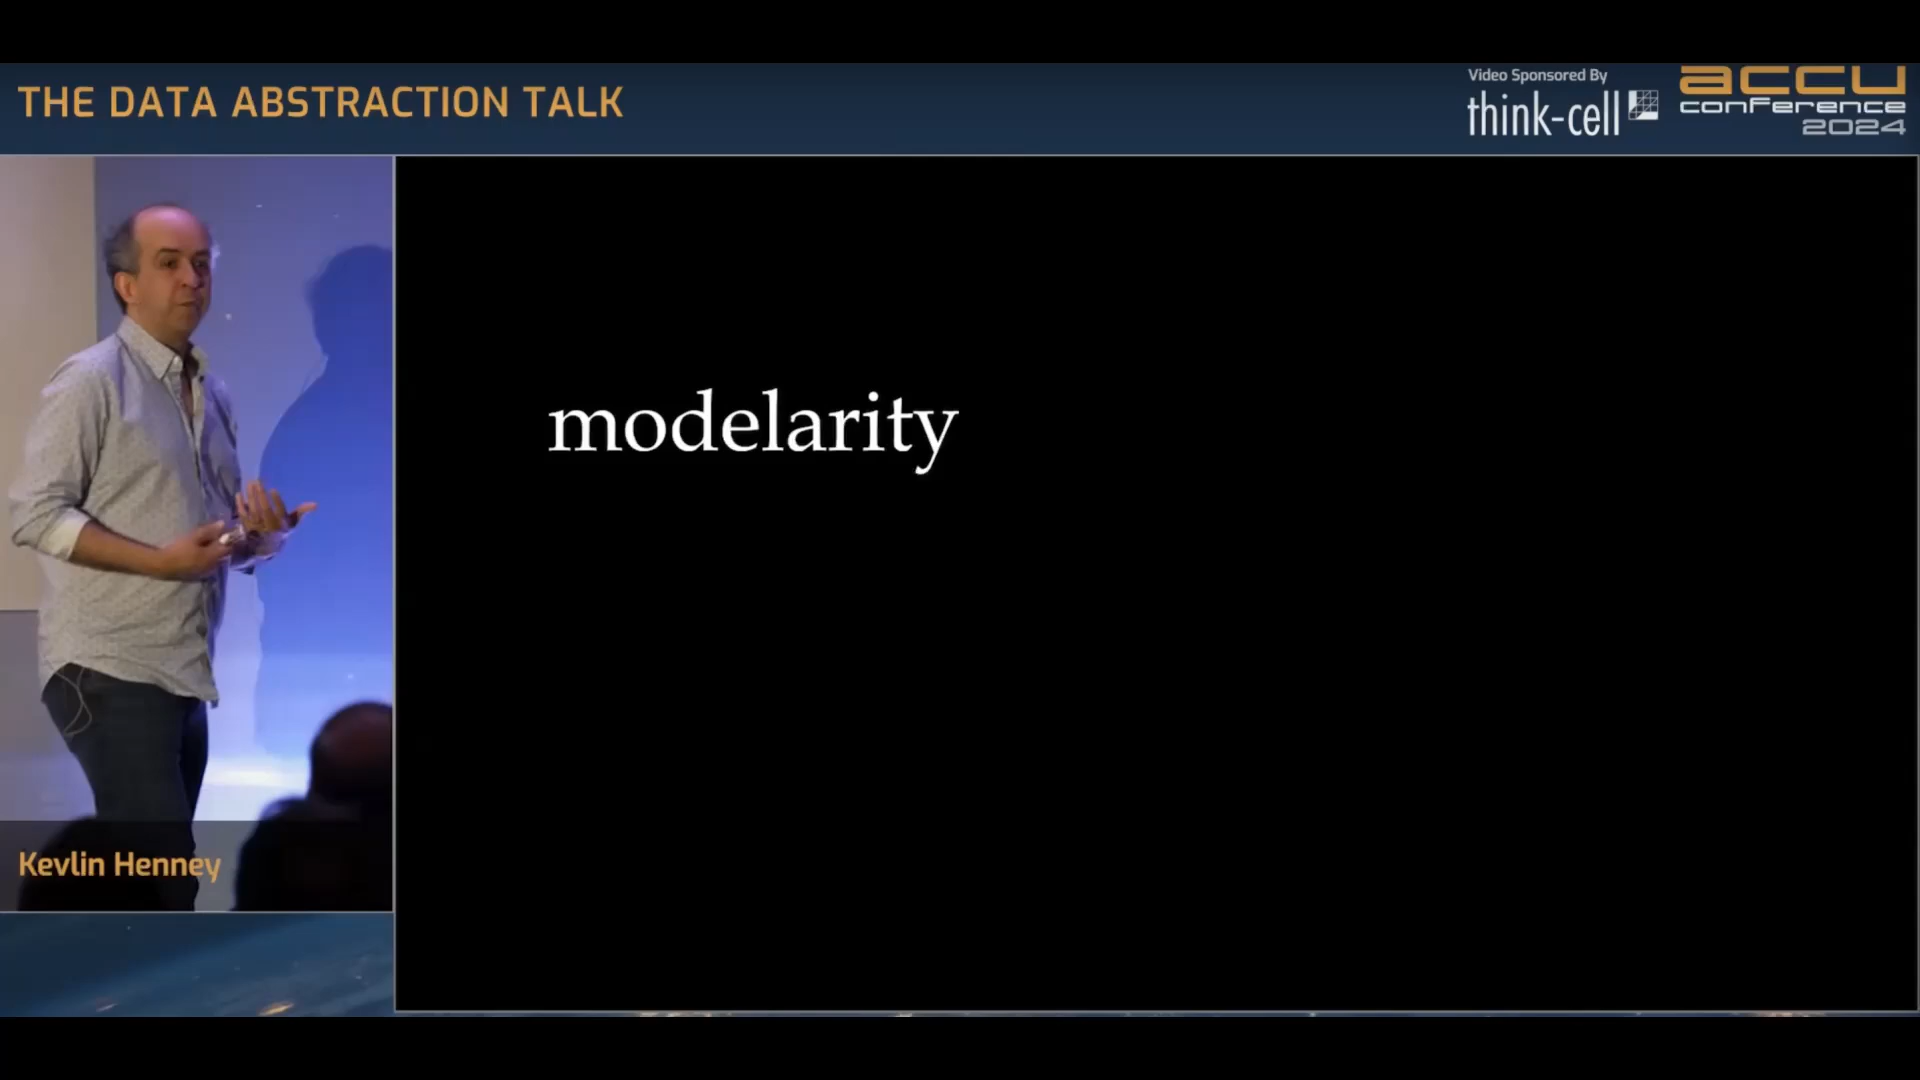 THE DATA ABSTRACTION TALK
Video Sponsored By
think-cell
accu
conference
2024
modelarity
Kevlin Henney